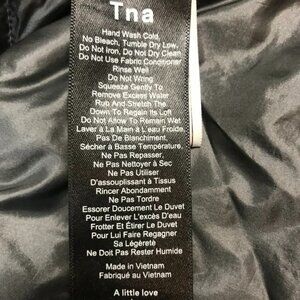 Tna
Hand Wash Cold,
No Bleach, Tumble Dry Low,
Do Not Iron, Do Not Dry Clean
Do Not Use Fabric Conditioner
Rinse Well
Do Not Wring
Squeeze Gently To
Remove Excess Water
Rub And Stretch The
Down To Regain Its Loft
Do Not Allow To Remain Wet
Laver à La Main à L'eau Froide,
Pas De Blanchiment,
Sécher à Basse Température,
Ne Pas Repasser,
Ne Pas Nettoyer à Sec
Ne Pas Utiliser
D'assouplissant à Tissus
Rincer Abondamment
Ne Pas Tordre
Essorer Doucement Le Duvet
Pour Enlever L'excès D'eau
Frotter Et Étirer Le Duvet
Pour Lui Faire Regagner
Sa Légèreté
Ne Doit Pas Rester Humide
Made in Vietnam
Fabriqué au Vietnam
A little love